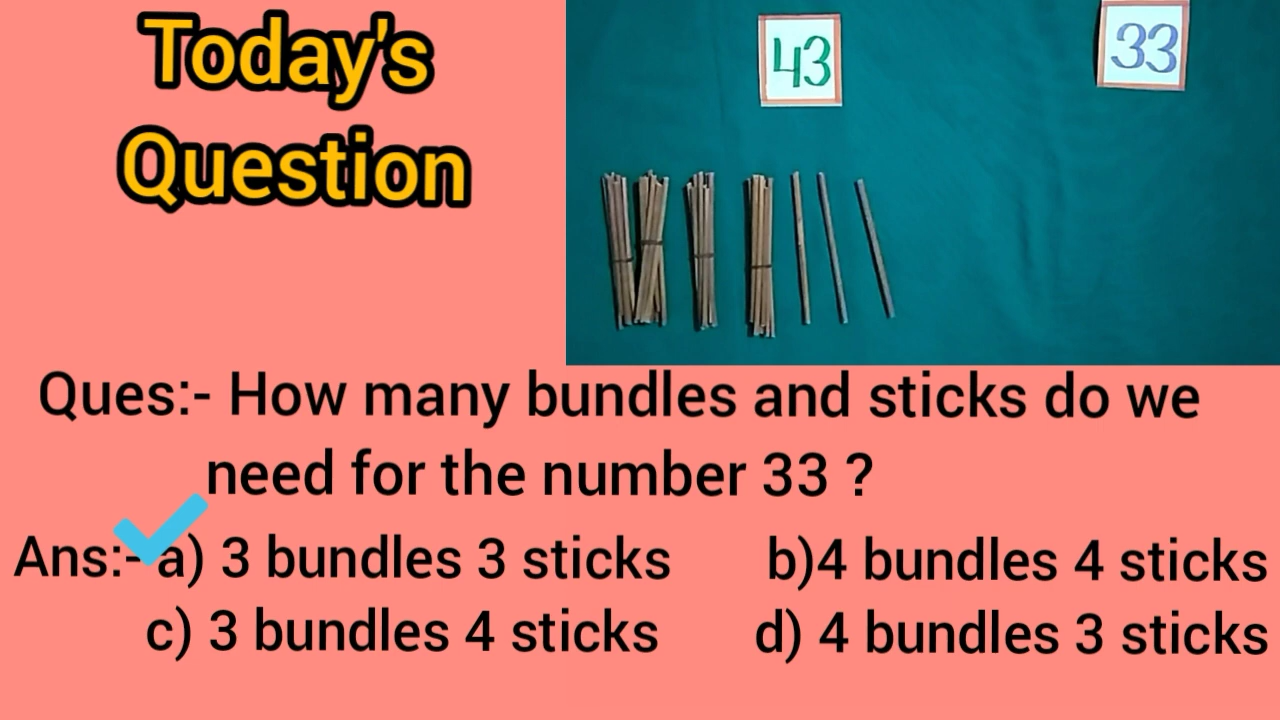 Today's
Question
43
33
Ques:- How many bundles and sticks do we
need for the number 33 ?
Ans:- a) 3 bundles 3 sticks b)4 bundles 4 sticks
c) 3 bundles 4 sticks d) 4 bundles 3 sticks